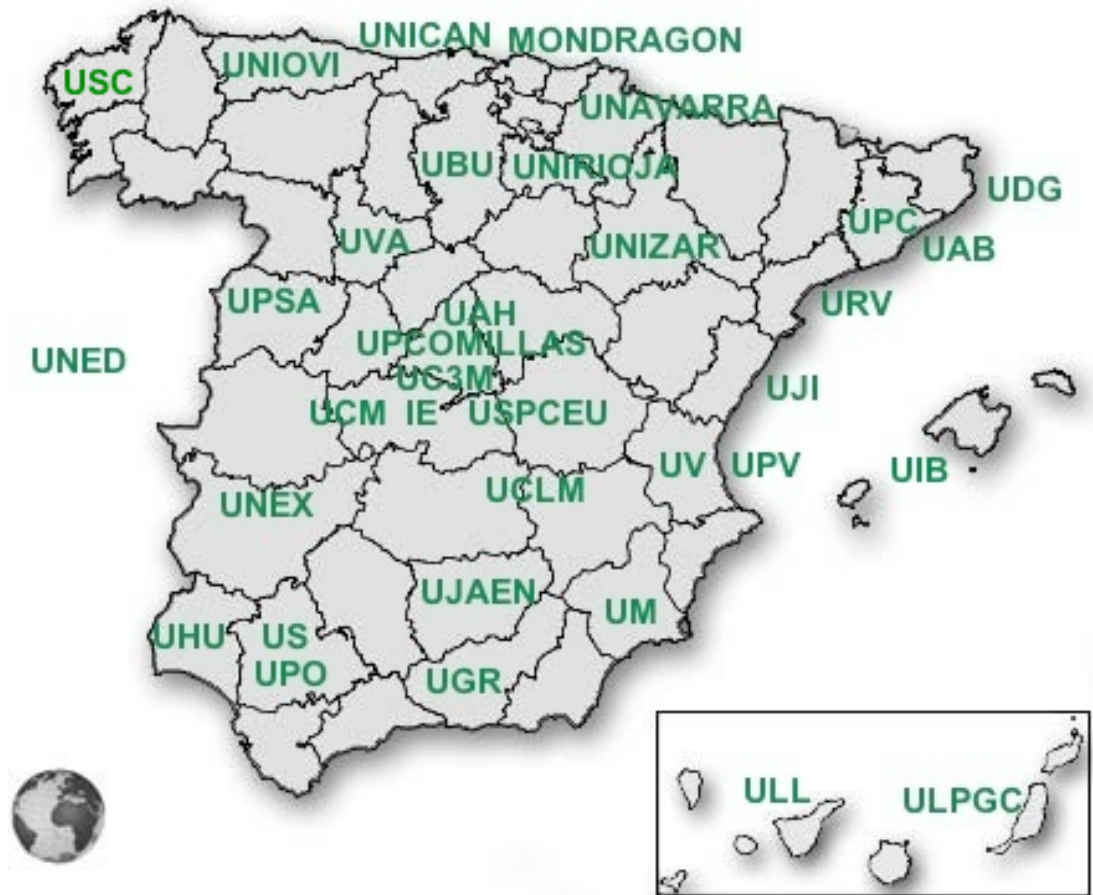 UNICAN MONDRAGON
USC
UNIOVI
UNAVARRA
UBU
UNIRIOJA
UDG
UPC
UVA
UNIZAR
UAB
UPSA
UAH
URV
UPCOMILLAS
UNED
UC3M
UJI
UCM IE USPCEU
UV
UPV
UIB
UNEX
UCLM
UJAEN
UM
UHU
US
UPO
UGR
ULL
ULPGC